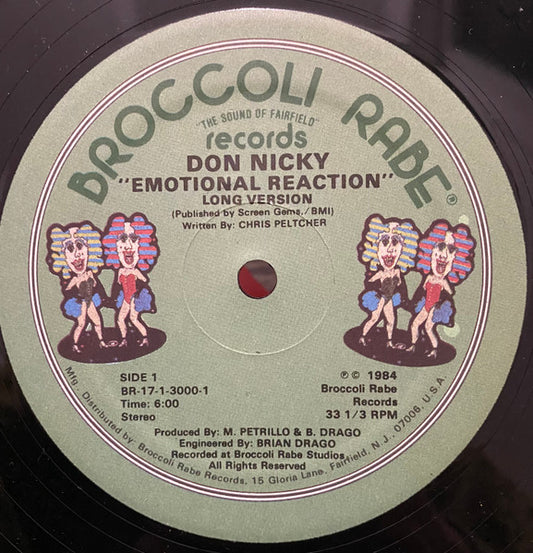 BROCCOLI RABE®
"THE SOUND OF FAIRFIELD"
records
DON NICKY
"EMOTIONAL REACTION"
LONG VERSION
(Published by Screen Gems./BMI)
Written By: CHRIS PELTCHER
SIDE 1
BR-17-1-3000-1
Time: 6:00
Stereo
℗ © 1984
Broccoli Rabe
Records
33 1/3 RPM
Produced By: M. PETRILLO & B. DRAGO
Engineered By: BRIAN DRAGO
Recorded at Broccoli Rabe Studios
All Rights Reserved
Mfg. Distributed by: Broccoli Rabe Records, 15 Gloria Lane, Fairfield, N.J. 07006, U.S.A.